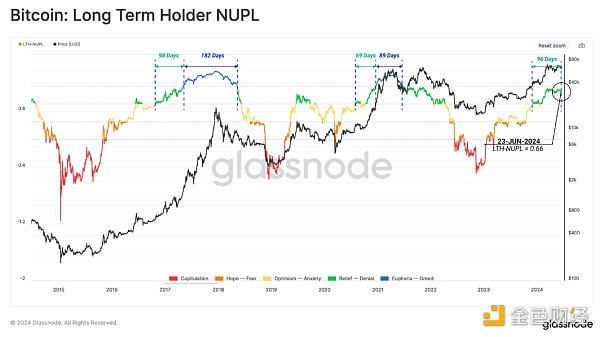 Bitcoin: Long Term Holder NUPL
LTH-NUPL Price [USD]
Reset zoom
98 Days
182 Days
69 Days
89 Days
96 Days
0.4
-0.4
-1.2
-2
$80k
$40k
$10k
$6k
$2k
$800
$400
$100
23-JUN-2024
LTH-NUPL = 0.66
glassnode
2015 2016 2017 2018 2019 2020 2021 2022 2023 2024
Capitulation Hope — Fear Optimism — Anxiety Belief — Denial Euphoria — Greed
© 2024 Glassnode. All Rights Reserved.
glassnode
金色财经